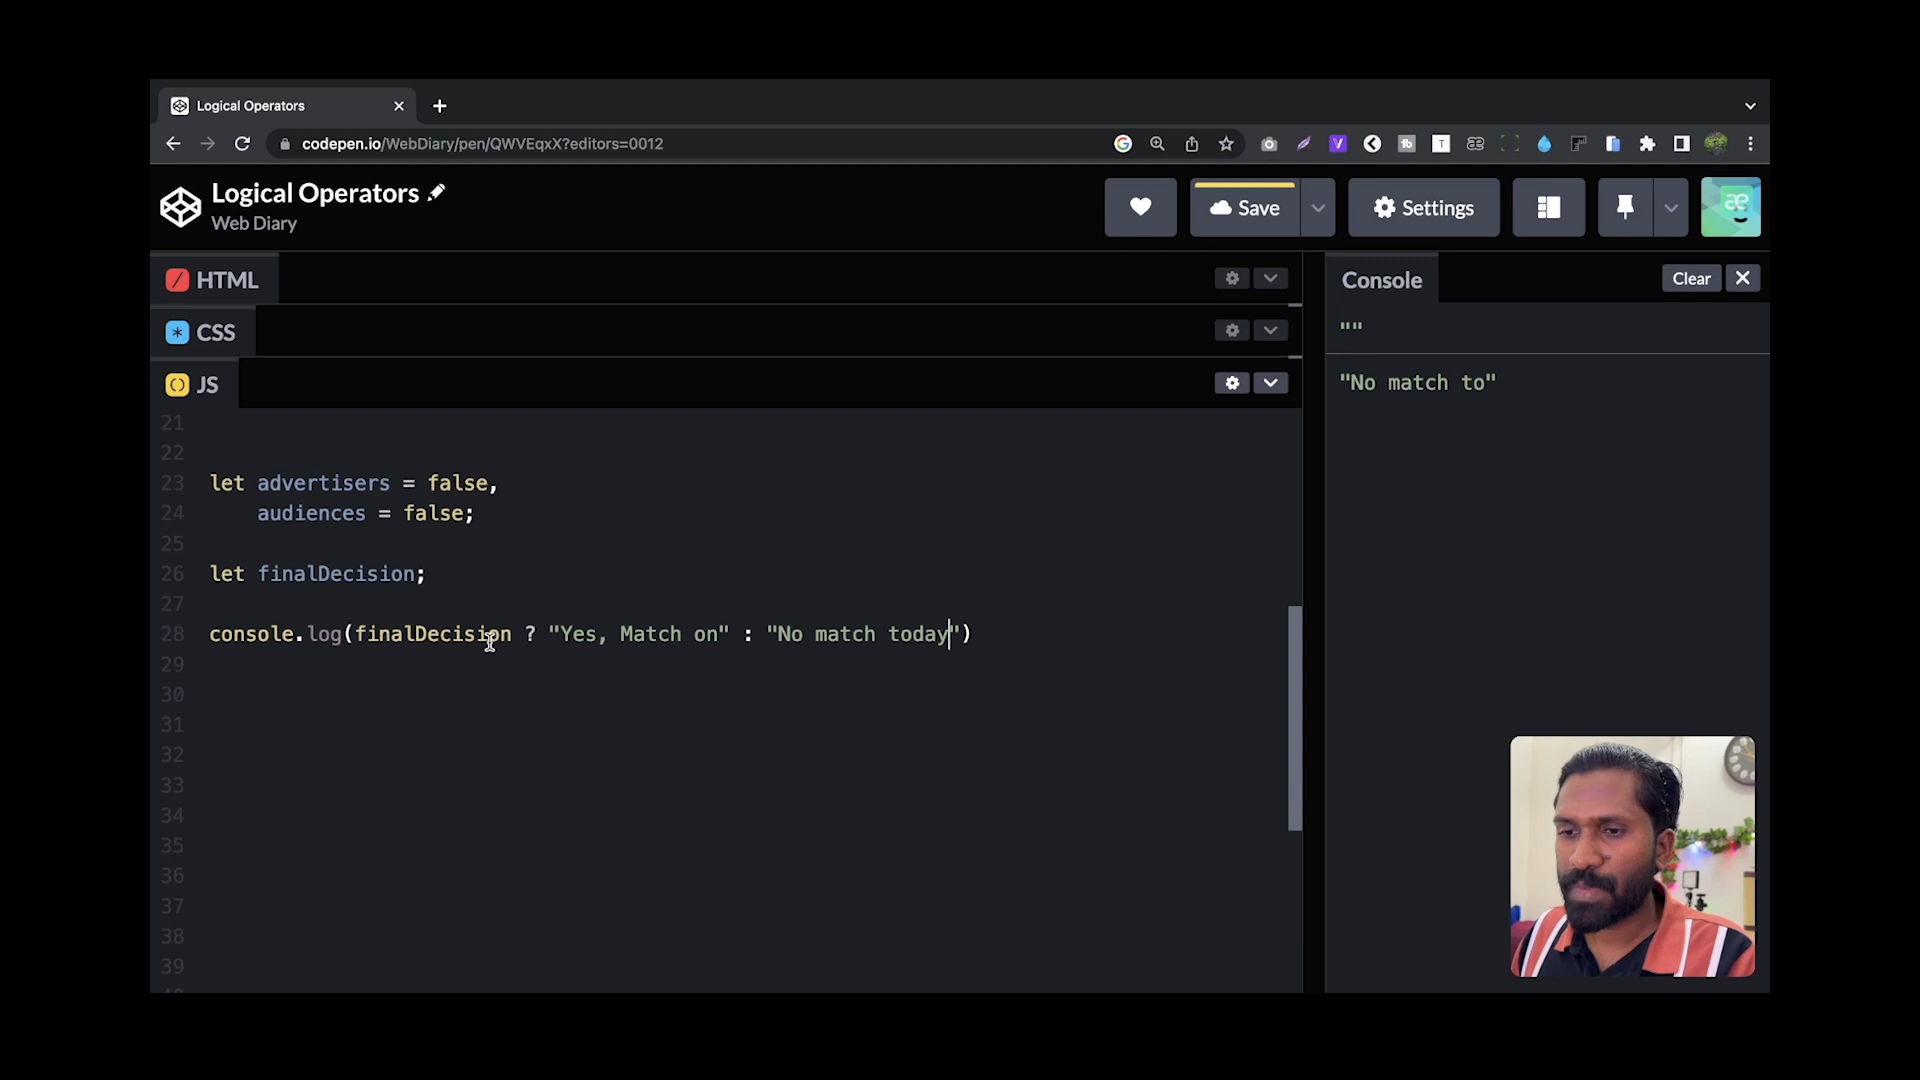 Logical Operators
codepen.io/WebDiary/pen/QWVEqxX?editors=0012
Logical Operators
Web Diary
Save
Settings
HTML
CSS
JS
Console
Clear
""
"No match to"
21
22
23 let advertisers = false,
24 audiences = false;
25
26 let finalDecision;
27
28 console.log(finalDecision ? "Yes, Match on" : "No match today")
29
30
31
32
33
34
35
36
37
38
39